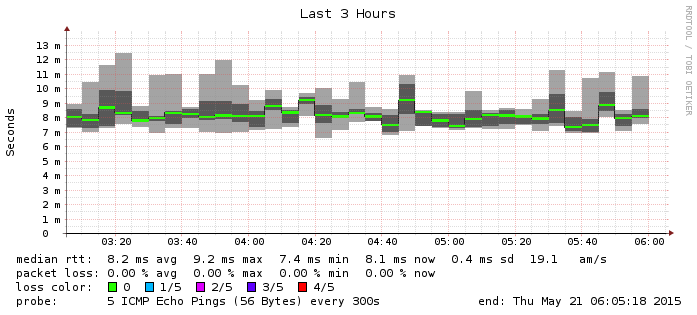 Last 3 Hours
RRDTOOL / TOBI OETIKER
Seconds
13 m
12 m
11 m
10 m
9 m
8 m
7 m
6 m
5 m
4 m
3 m
2 m
1 m
0
03:20 03:40 04:00 04:20 04:40 05:00 05:20 05:40 06:00
median rtt: 8.2 ms avg 9.2 ms max 7.4 ms min 8.1 ms now 0.4 ms sd 19.1 am/s
packet loss: 0.00 % avg 0.00 % max 0.00 % min 0.00 % now
loss color: 0 1/5 2/5 3/5 4/5
probe: 5 ICMP Echo Pings (56 Bytes) every 300s end: Thu May 21 06:05:18 2015